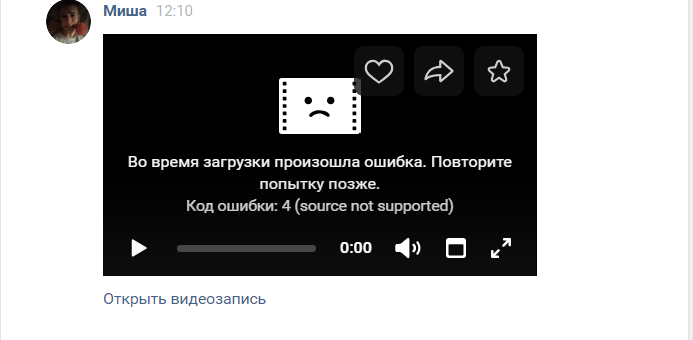 Миша 12:10
Во время загрузки произошла ошибка. Повторите
попытку позже.
Код ошибки: 4 (source not supported)
0:00
Открыть видеозапись